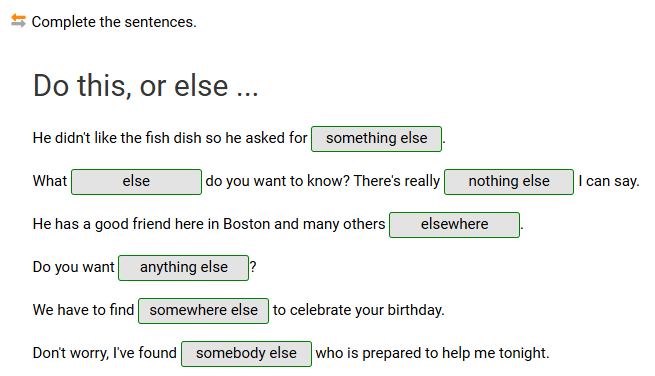 Complete the sentences.
Do this, or else ...
He didn't like the fish dish so he asked for something else.
What else do you want to know? There's really nothing else I can say.
He has a good friend here in Boston and many others elsewhere.
Do you want anything else?
We have to find somewhere else to celebrate your birthday.
Don't worry, I've found somebody else who is prepared to help me tonight.